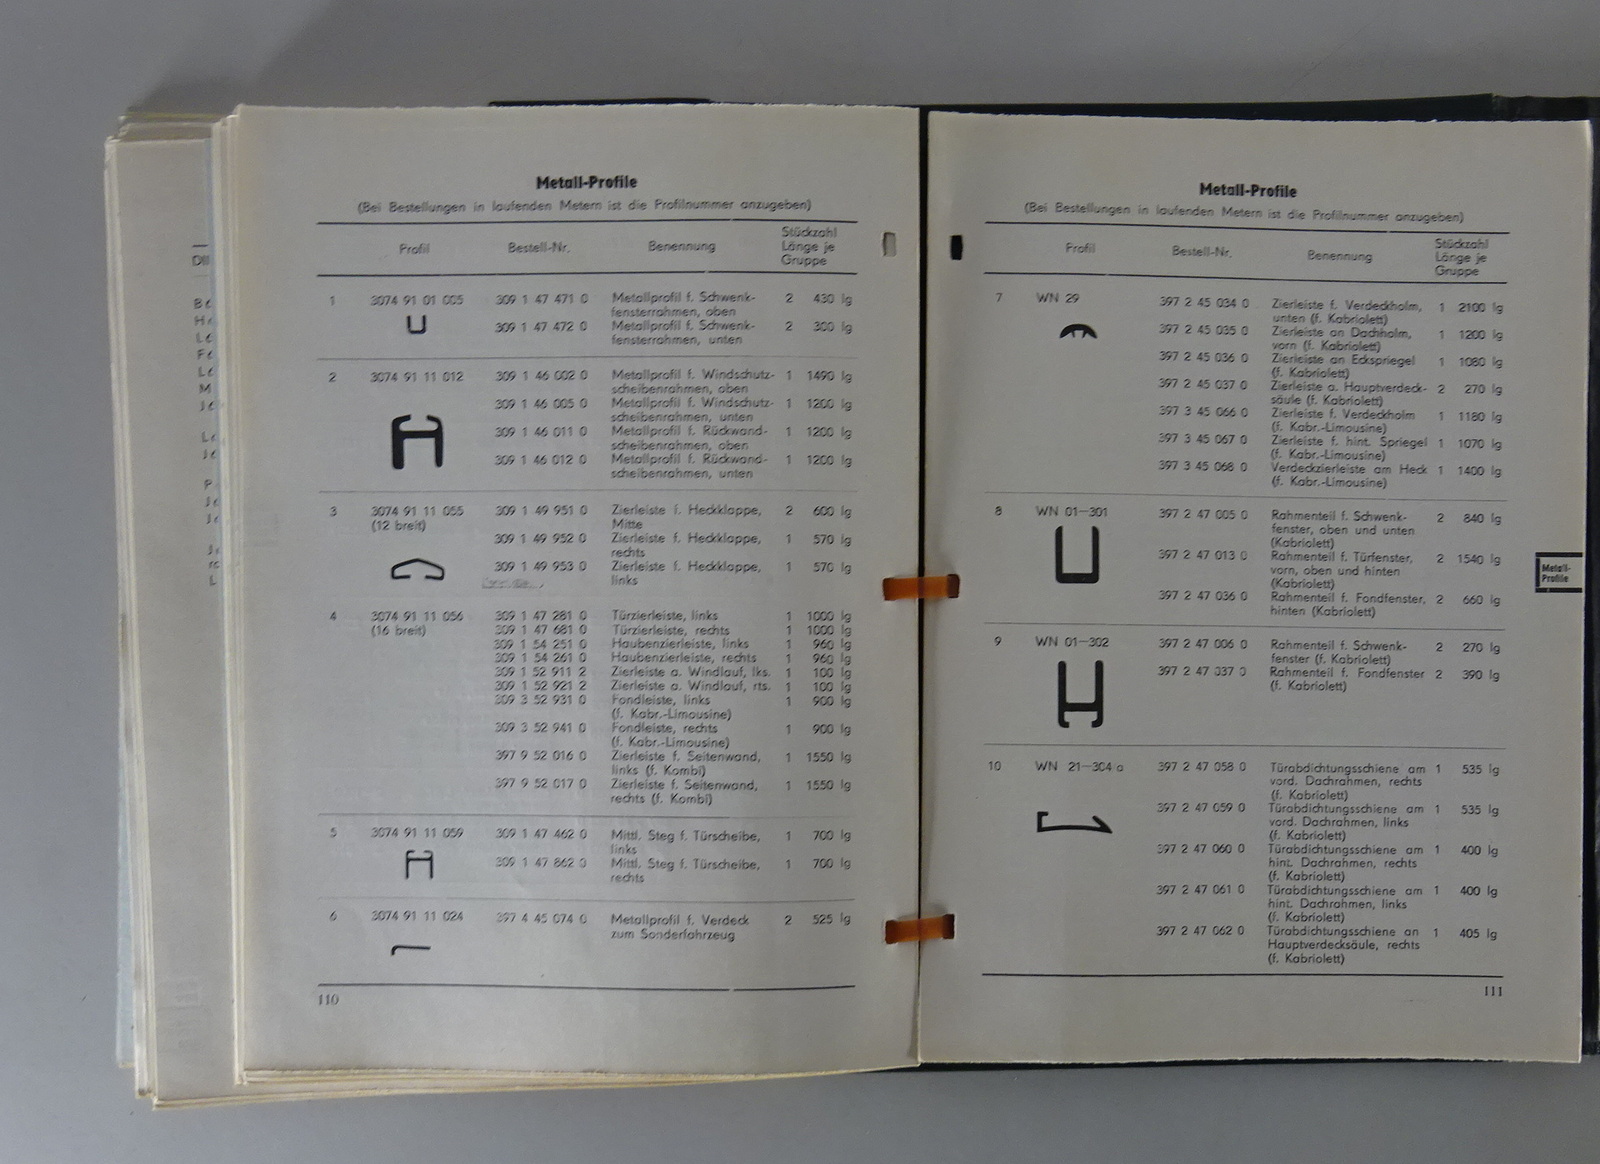 Metall-Profile
(Bei Bestellungen in laufenden Metern ist die Profilnummer anzugeben)
Profil Bestell-Nr. Benennung Stückzahl
Länge je
Gruppe
1 3074 91 01 005 309 1 47 471 0 Metallprofil f. Schwenk- 2 430 lg
fensterrahmen, oben
309 1 47 472 0 Metallprofil f. Schwenk- 2 300 lg
fensterrahmen, unten
2 3074 91 11 012 309 1 46 002 0 Metallprofil f. Windschutz- 1 1490 lg
scheibenrahmen, oben
309 1 46 005 0 Metallprofil f. Windschutz- 1 1200 lg
scheibenrahmen, unten
309 1 46 011 0 Metallprofil f. Rückwand- 1 1200 lg
scheibenrahmen, oben
309 1 46 012 0 Metallprofil f. Rückwand- 1 1200 lg
scheibenrahmen, unten
3 3074 91 11 055 309 1 49 951 0 Zierleiste f. Heckklappe, 2 600 lg
(12 breit) Mitte
309 1 49 952 0 Zierleiste f. Heckklappe, 1 570 lg
rechts
309 1 49 953 0 Zierleiste f. Heckklappe, 1 570 lg
links
4 3074 91 11 056 309 1 47 281 0 Türzierleiste, links 1 1000 lg
(16 breit) 309 1 47 681 0 Türzierleiste, rechts 1 1000 lg
309 1 54 251 0 Haubenzierleiste, links 1 960 lg
309 1 54 261 0 Haubenzierleiste, rechts 1 960 lg
309 1 52 911 2 Zierleiste a. Windlauf, lks. 1 100 lg
309 1 52 921 2 Zierleiste a. Windlauf, rts. 1 100 lg
309 3 52 931 0 Fondleiste, links 1 900 lg
(f. Kabr.-Limousine)
309 3 52 941 0 Fondleiste, rechts 1 900 lg
(f. Kabr.-Limousine)
397 9 52 016 0 Zierleiste f. Seitenwand, 1 1550 lg
links (f. Kombi)
397 9 52 017 0 Zierleiste f. Seitenwand, 1 1550 lg
rechts (f. Kombi)
5 3074 91 11 059 309 1 47 462 0 Mittl. Steg f. Türscheibe, 1 700 lg
links
309 1 47 862 0 Mittl. Steg f. Türscheibe, 1 700 lg
rechts
6 3074 91 11 024 397 4 45 074 0 Metallprofil f. Verdeck 2 525 lg
zum Sonderfahrzeug
110
Metall-Profile
(Bei Bestellungen in laufenden Metern ist die Profilnummer anzugeben)
Profil Bestell-Nr. Benennung Stückzahl
Länge je
Gruppe
7 WN 29 397 2 45 034 0 Zierleiste f. Verdeckholm, 1 2100 lg
unten (f. Kabriolett)
397 2 45 035 0 Zierleiste an Dachholm, 1 1200 lg
vorn (f. Kabriolett)
397 2 45 036 0 Zierleiste an Eckspriegel 1 1080 lg
(f. Kabriolett)
397 2 45 037 0 Zierleiste a. Hauptverdeck- 2 270 lg
säule (f. Kabriolett)
397 3 45 066 0 Zierleiste f. Verdeckholm 1 1180 lg
(f. Kabr.-Limousine)
397 3 45 067 0 Zierleiste f. hint. Spriegel 1 1070 lg
(f. Kabr.-Limousine)
397 3 45 068 0 Verdeckzierleiste am Heck 1 1400 lg
(f. Kabr.-Limousine)
8 WN 01-301 397 2 47 005 0 Rahmenteil f. Schwenk- 2 840 lg
fenster, oben und unten
(Kabriolett)
397 2 47 013 0 Rahmenteil f. Türfenster, 2 1540 lg
vorn, oben und hinten
(Kabriolett)
397 2 47 036 0 Rahmenteil f. Fondfenster, 2 660 lg
hinten (Kabriolett)
9 WN 01-302 397 2 47 006 0 Rahmenteil f. Schwenk- 2 270 lg
fenster (f. Kabriolett)
397 2 47 037 0 Rahmenteil f. Fondfenster 2 390 lg
(f. Kabriolett)
10 WN 21-304 a 397 2 47 058 0 Türabdichtungsschiene am 1 535 lg
vord. Dachrahmen, rechts
(f. Kabriolett)
397 2 47 059 0 Türabdichtungsschiene am 1 535 lg
vord. Dachrahmen, links
(f. Kabriolett)
397 2 47 060 0 Türabdichtungsschiene am 1 400 lg
hint. Dachrahmen, rechts
(f. Kabriolett)
397 2 47 061 0 Türabdichtungsschiene am 1 400 lg
hint. Dachrahmen, links
(f. Kabriolett)
397 2 47 062 0 Türabdichtungsschiene an 1 405 lg
Hauptverdecksäule, rechts
(f. Kabriolett)
111
Metall-
Profile